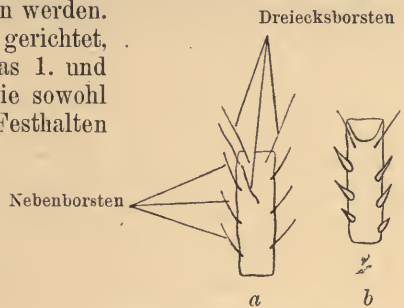 n werden.
gerichtet,
as 1. und
ie sowohl
Festhalten
Dreiecksborsten
Nebenborsten
a
b